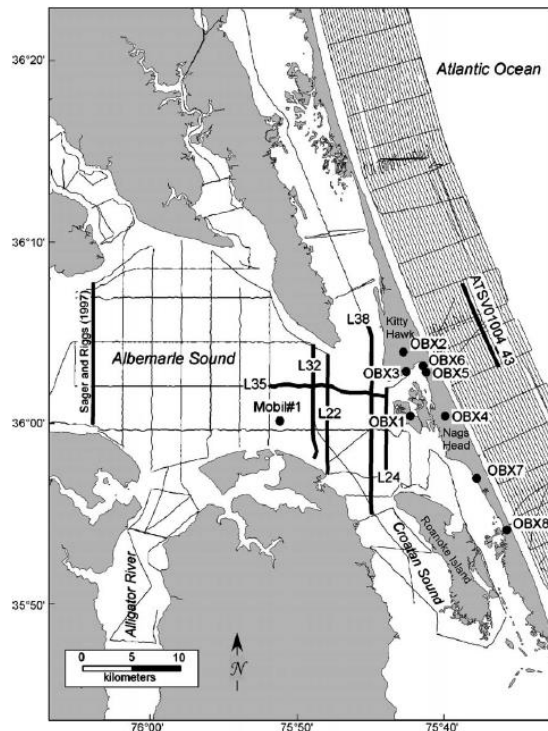 36°20'
Atlantic Ocean
36°10'
Sager and Riggs (1997)
ATSV01004_43
L38
Kitty
Hawk
OBX2
Albemarle Sound
L32
OBX6
OBX3
OBX5
L35
Mobil#1
L22
OBX1
OBX4
36°00'
Nags
Head
L24
OBX7
Roanoke Island
OBX8
Croatan Sound
Alligator River
35°50'
0 5 10
kilometers
N
76°00'
75°50'
75°40'